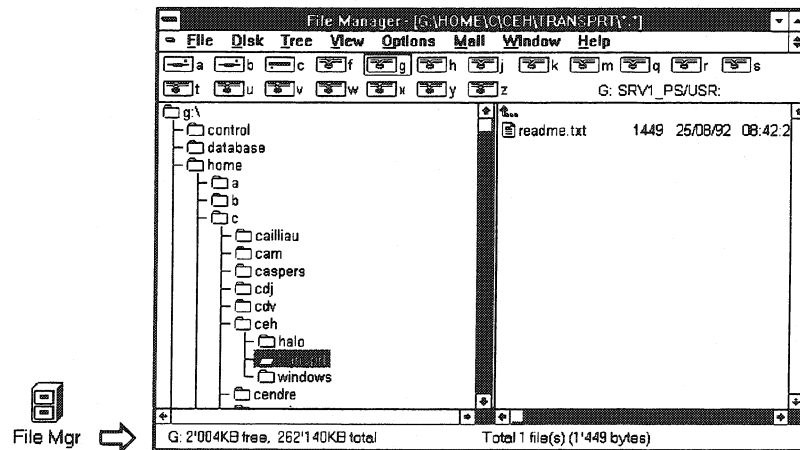 File Manager - [G:\HOME\C\CEH\TRANSPRT\*.*]
File Disk Tree View Options Mail Window Help
a b c f g h j k m q r s
t u v w x y z G: SRV1_PS/USR:
g:\
readme.txt 1449 25/08/92 08:42:2
control
database
home
a
b
c
cailliau
cam
caspers
cdj
cdv
ceh
halo
windows
cendre
File Mgr
G: 2'004KB free, 262'140KB total Total 1 file(s) (1'449 bytes)